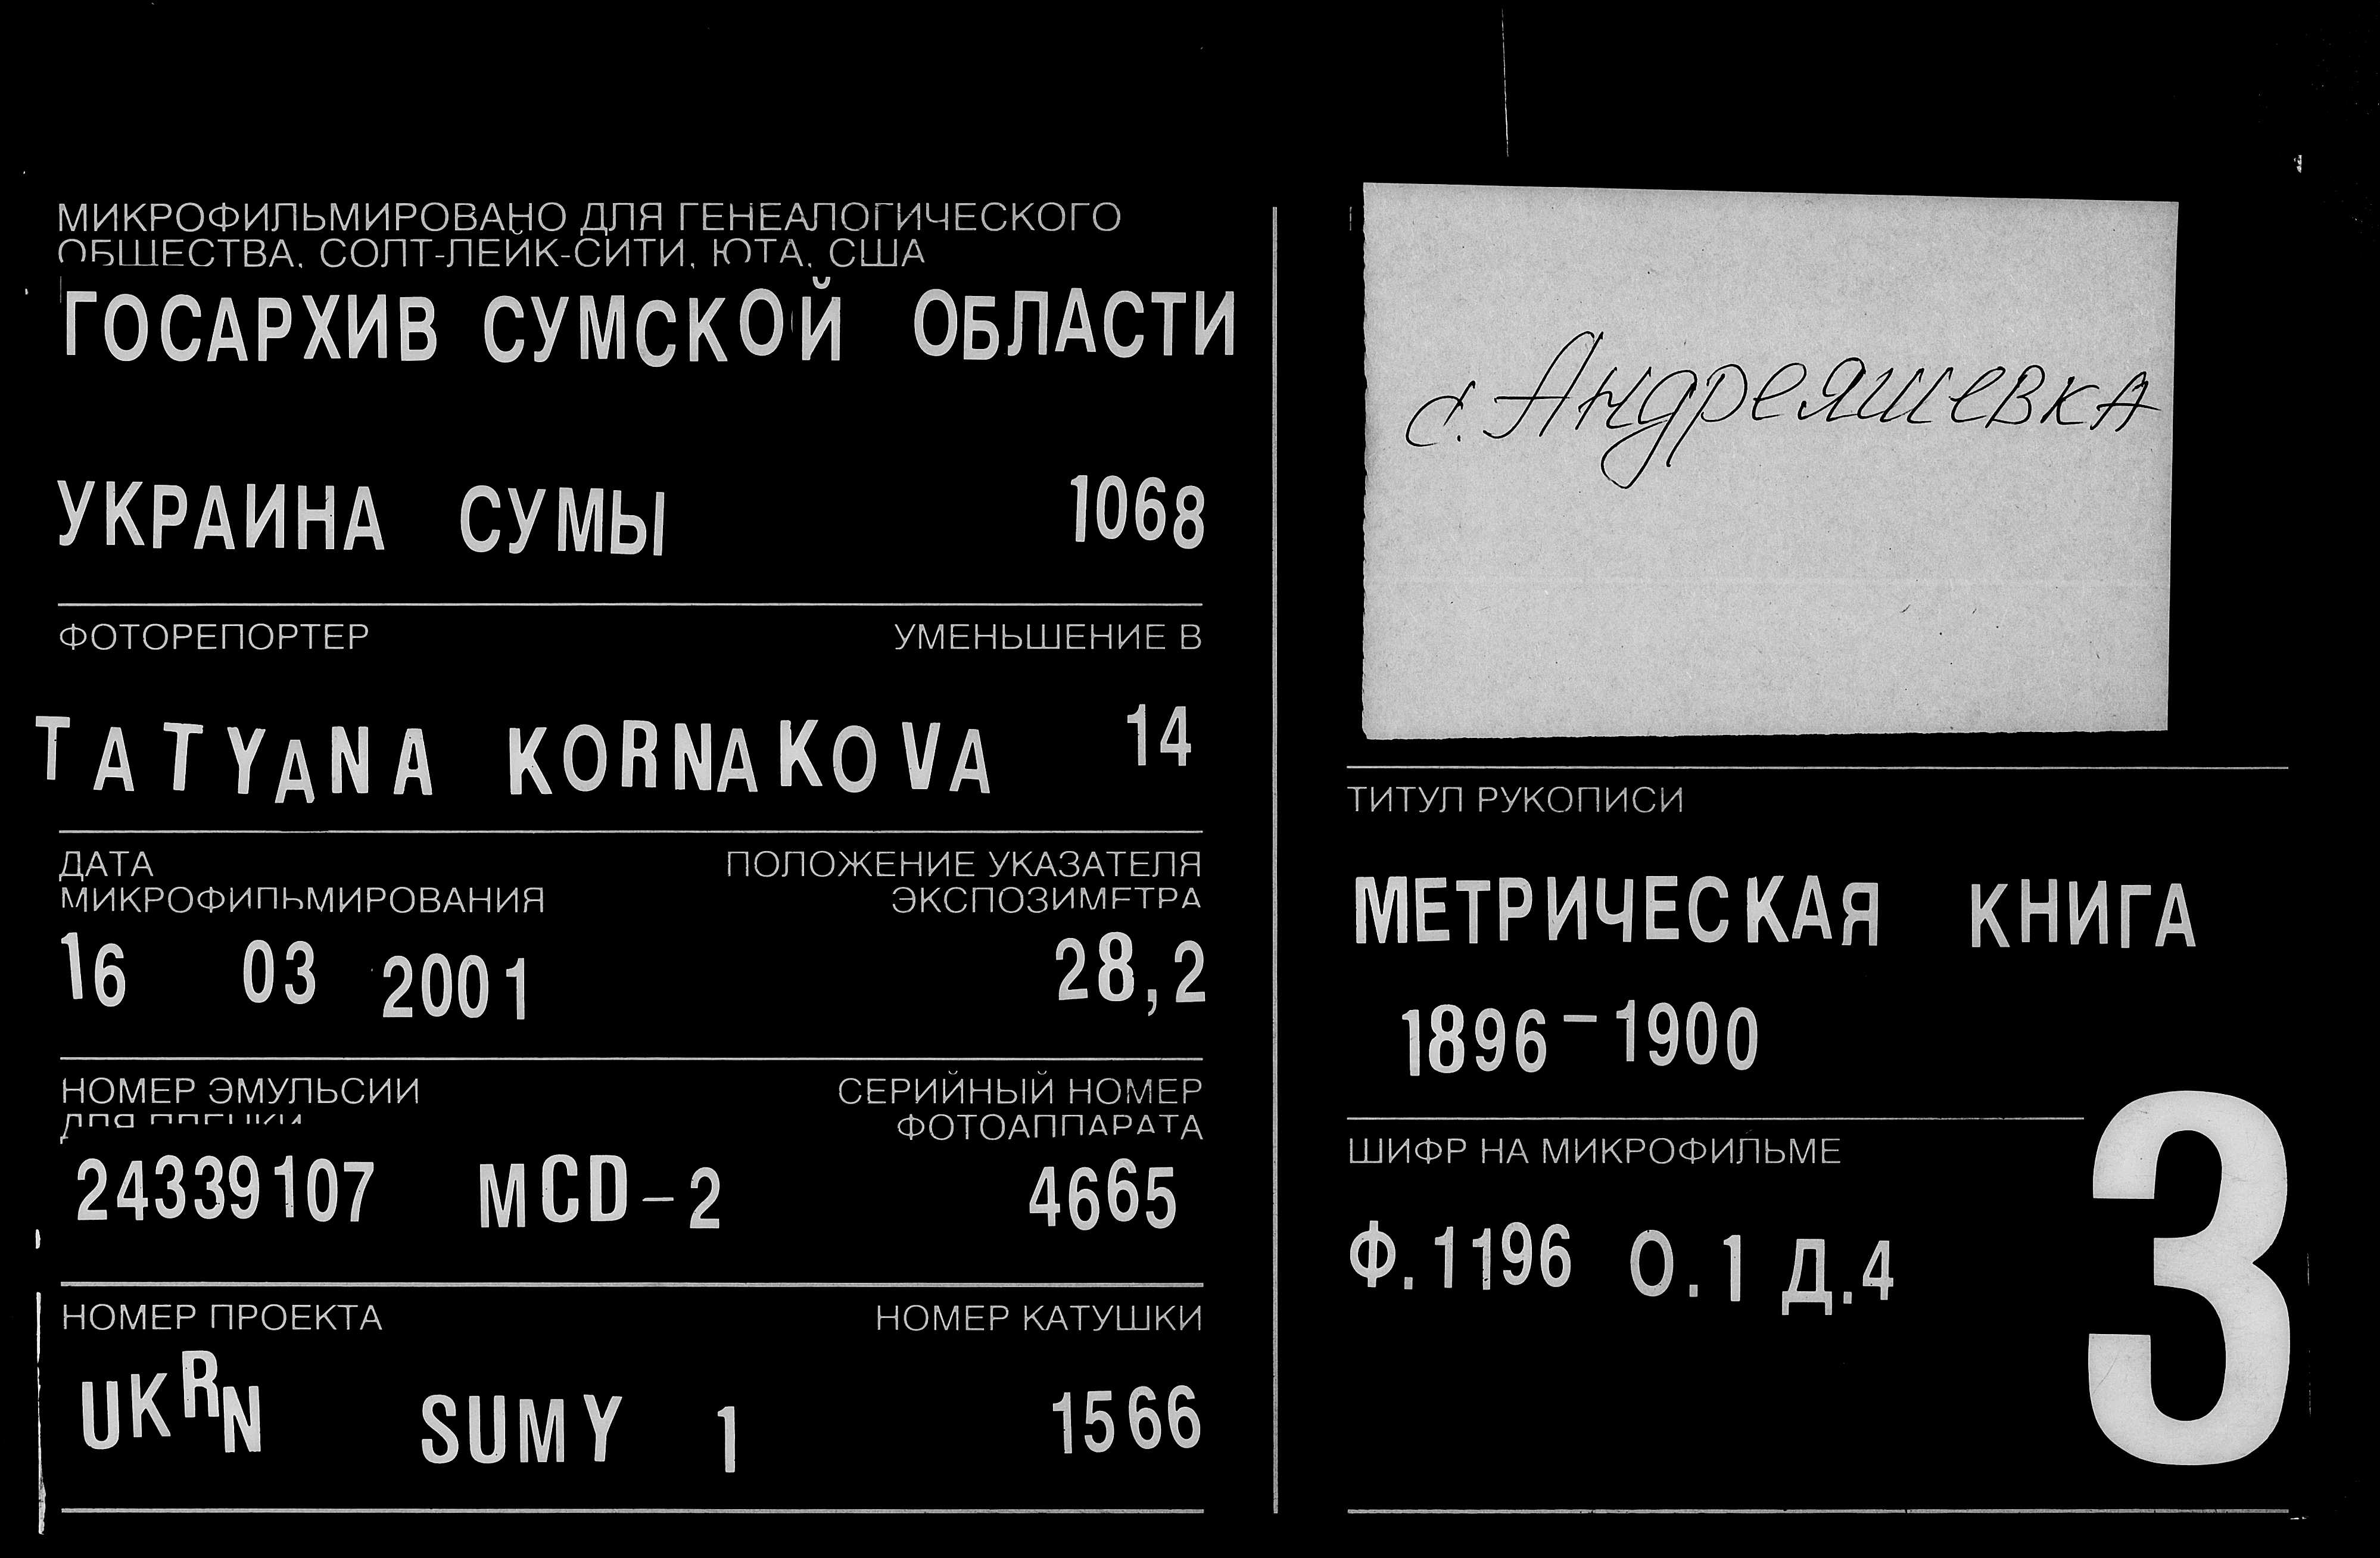 МИКРОФИЛЬМИРОВАНО ДЛЯ ГЕНЕАЛОГИЧЕСКОГО
ОБЩЕСТВА, СОЛТ-ЛЕЙК-СИТИ, ЮТА, США
ГОСАРХИВ СУМСКОЙ ОБЛАСТИ
УКРАИНА СУМЫ 1068
ФОТОРЕПОРТЕР УМЕНЬШЕНИЕ В
TATYANA KORNAKOVA 14
ДАТА ПОЛОЖЕНИЕ УКАЗАТЕЛЯ
МИКРОФИЛЬМИРОВАНИЯ ЭКСПОЗИМЕТРА
16 03 2001 28,2
НОМЕР ЭМУЛЬСИИ СЕРИЙНЫЙ НОМЕР
ФОТОАППАРАТА
24339107 MCD-2 4665
НОМЕР ПРОЕКТА НОМЕР КАТУШКИ
UKRN SUMY 1 1566
с. Андреяшевка
ТИТУЛ РУКОПИСИ
МЕТРИЧЕСКАЯ КНИГА
1896-1900
ШИФР НА МИКРОФИЛЬМЕ
Ф.1196 О.1 Д.4
3